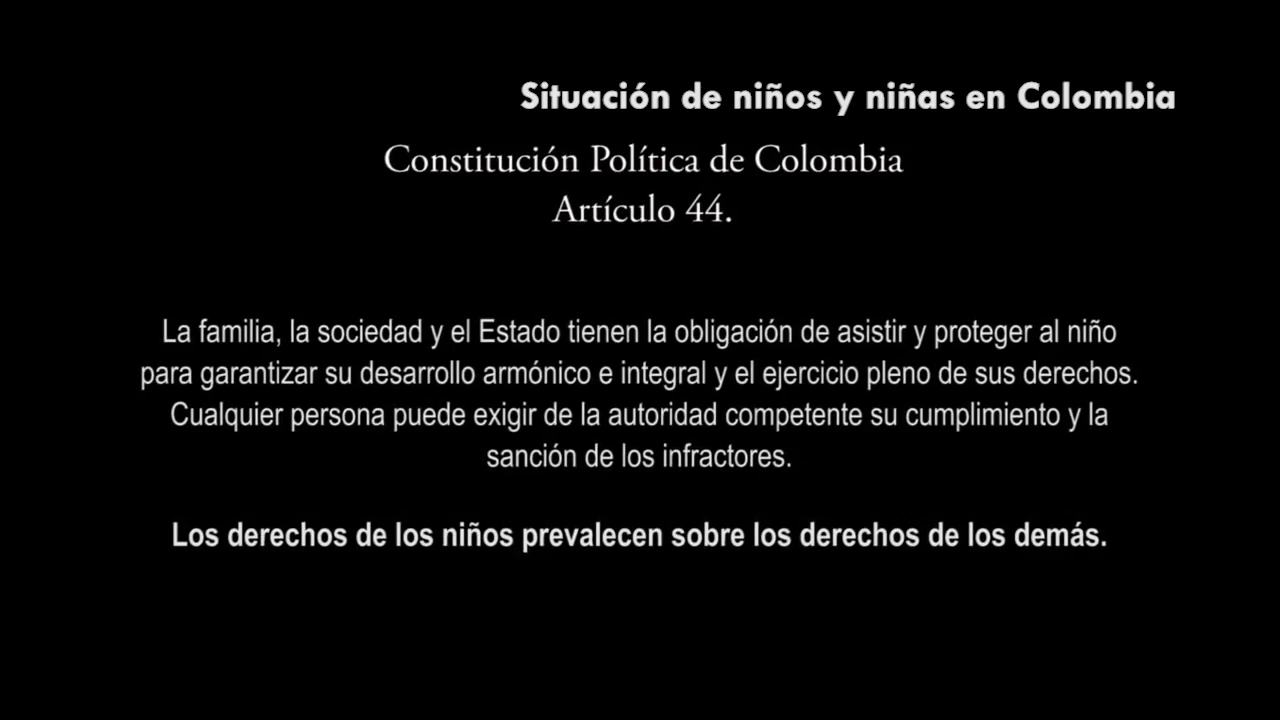 Situación de niños y niñas en Colombia
Constitución Política de Colombia
Artículo 44.
La familia, la sociedad y el Estado tienen la obligación de asistir y proteger al niño
para garantizar su desarrollo armónico e integral y el ejercicio pleno de sus derechos.
Cualquier persona puede exigir de la autoridad competente su cumplimiento y la
sanción de los infractores.
Los derechos de los niños prevalecen sobre los derechos de los demás.